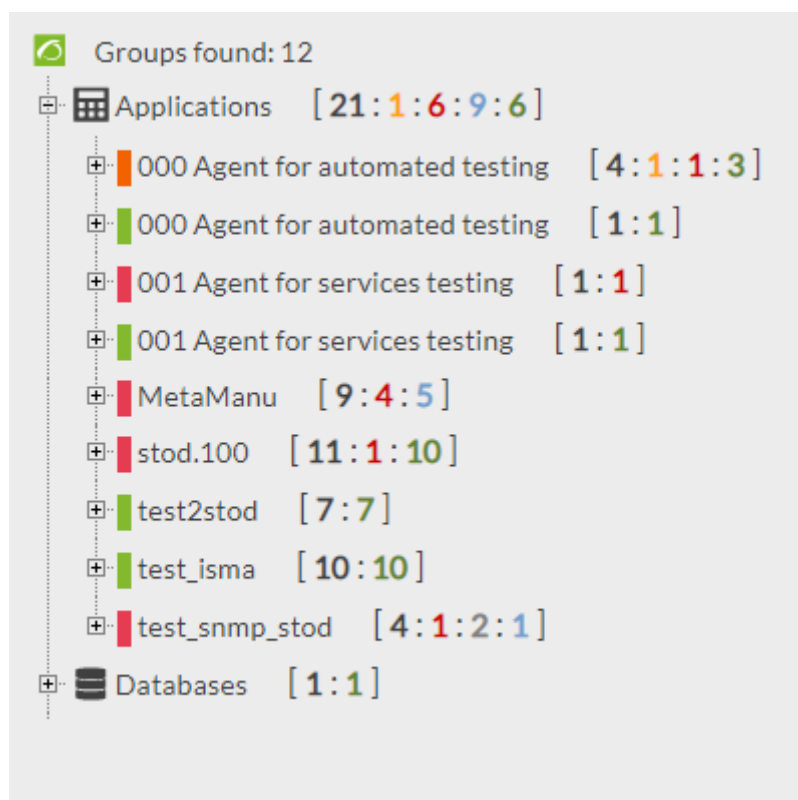 Groups found: 12
Applications [ 21 : 1 : 6 : 9 : 6 ]
000 Agent for automated testing [ 4 : 1 : 1 : 3 ]
000 Agent for automated testing [ 1 : 1 ]
001 Agent for services testing [ 1 : 1 ]
001 Agent for services testing [ 1 : 1 ]
MetaManu [ 9 : 4 : 5 ]
stod.100 [ 11 : 1 : 10 ]
test2stod [ 7 : 7 ]
test_isma [ 10 : 10 ]
test_snmp_stod [ 4 : 1 : 2 : 1 ]
Databases [ 1 : 1 ]